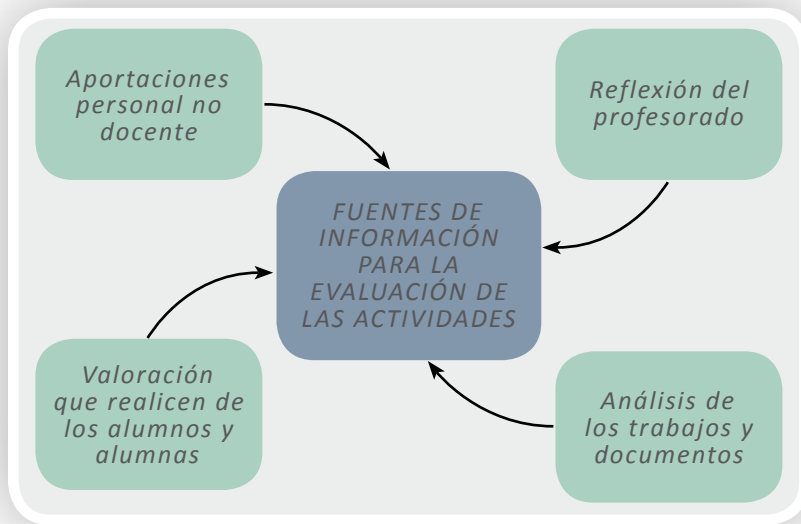 Aportaciones
personal no
docente
Reflexión del
profesorado
FUENTES DE
INFORMACIÓN
PARA LA
EVALUACIÓN DE
LAS ACTIVIDADES
Valoración
que realicen de
los alumnos y
alumnas
Análisis de
los trabajos y
documentos